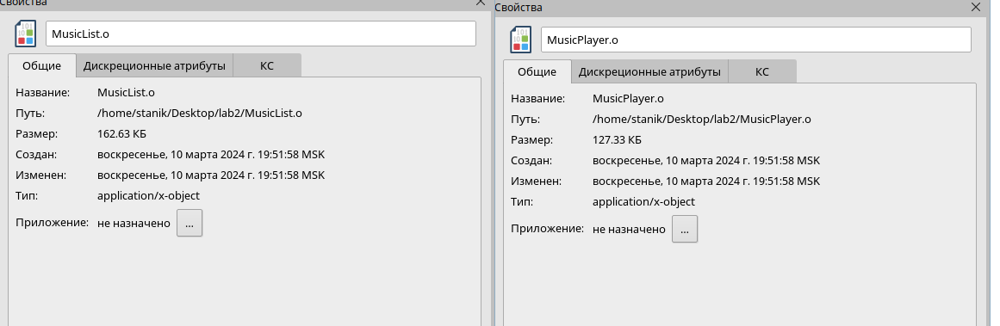 Свойства
MusicList.o
Общие
Дискреционные атрибуты
КС
Название: MusicList.o
Путь: /home/stanik/Desktop/lab2/MusicList.o
Размер: 162.63 КБ
Создан: воскресенье, 10 марта 2024 г. 19:51:58 MSK
Изменен: воскресенье, 10 марта 2024 г. 19:51:58 MSK
Тип: application/x-object
Приложение: не назначено ...
Свойства
MusicPlayer.o
Общие
Дискреционные атрибуты
КС
Название: MusicPlayer.o
Путь: /home/stanik/Desktop/lab2/MusicPlayer.o
Размер: 127.33 КБ
Создан: воскресенье, 10 марта 2024 г. 19:51:58 MSK
Изменен: воскресенье, 10 марта 2024 г. 19:51:58 MSK
Тип: application/x-object
Приложение: не назначено ...